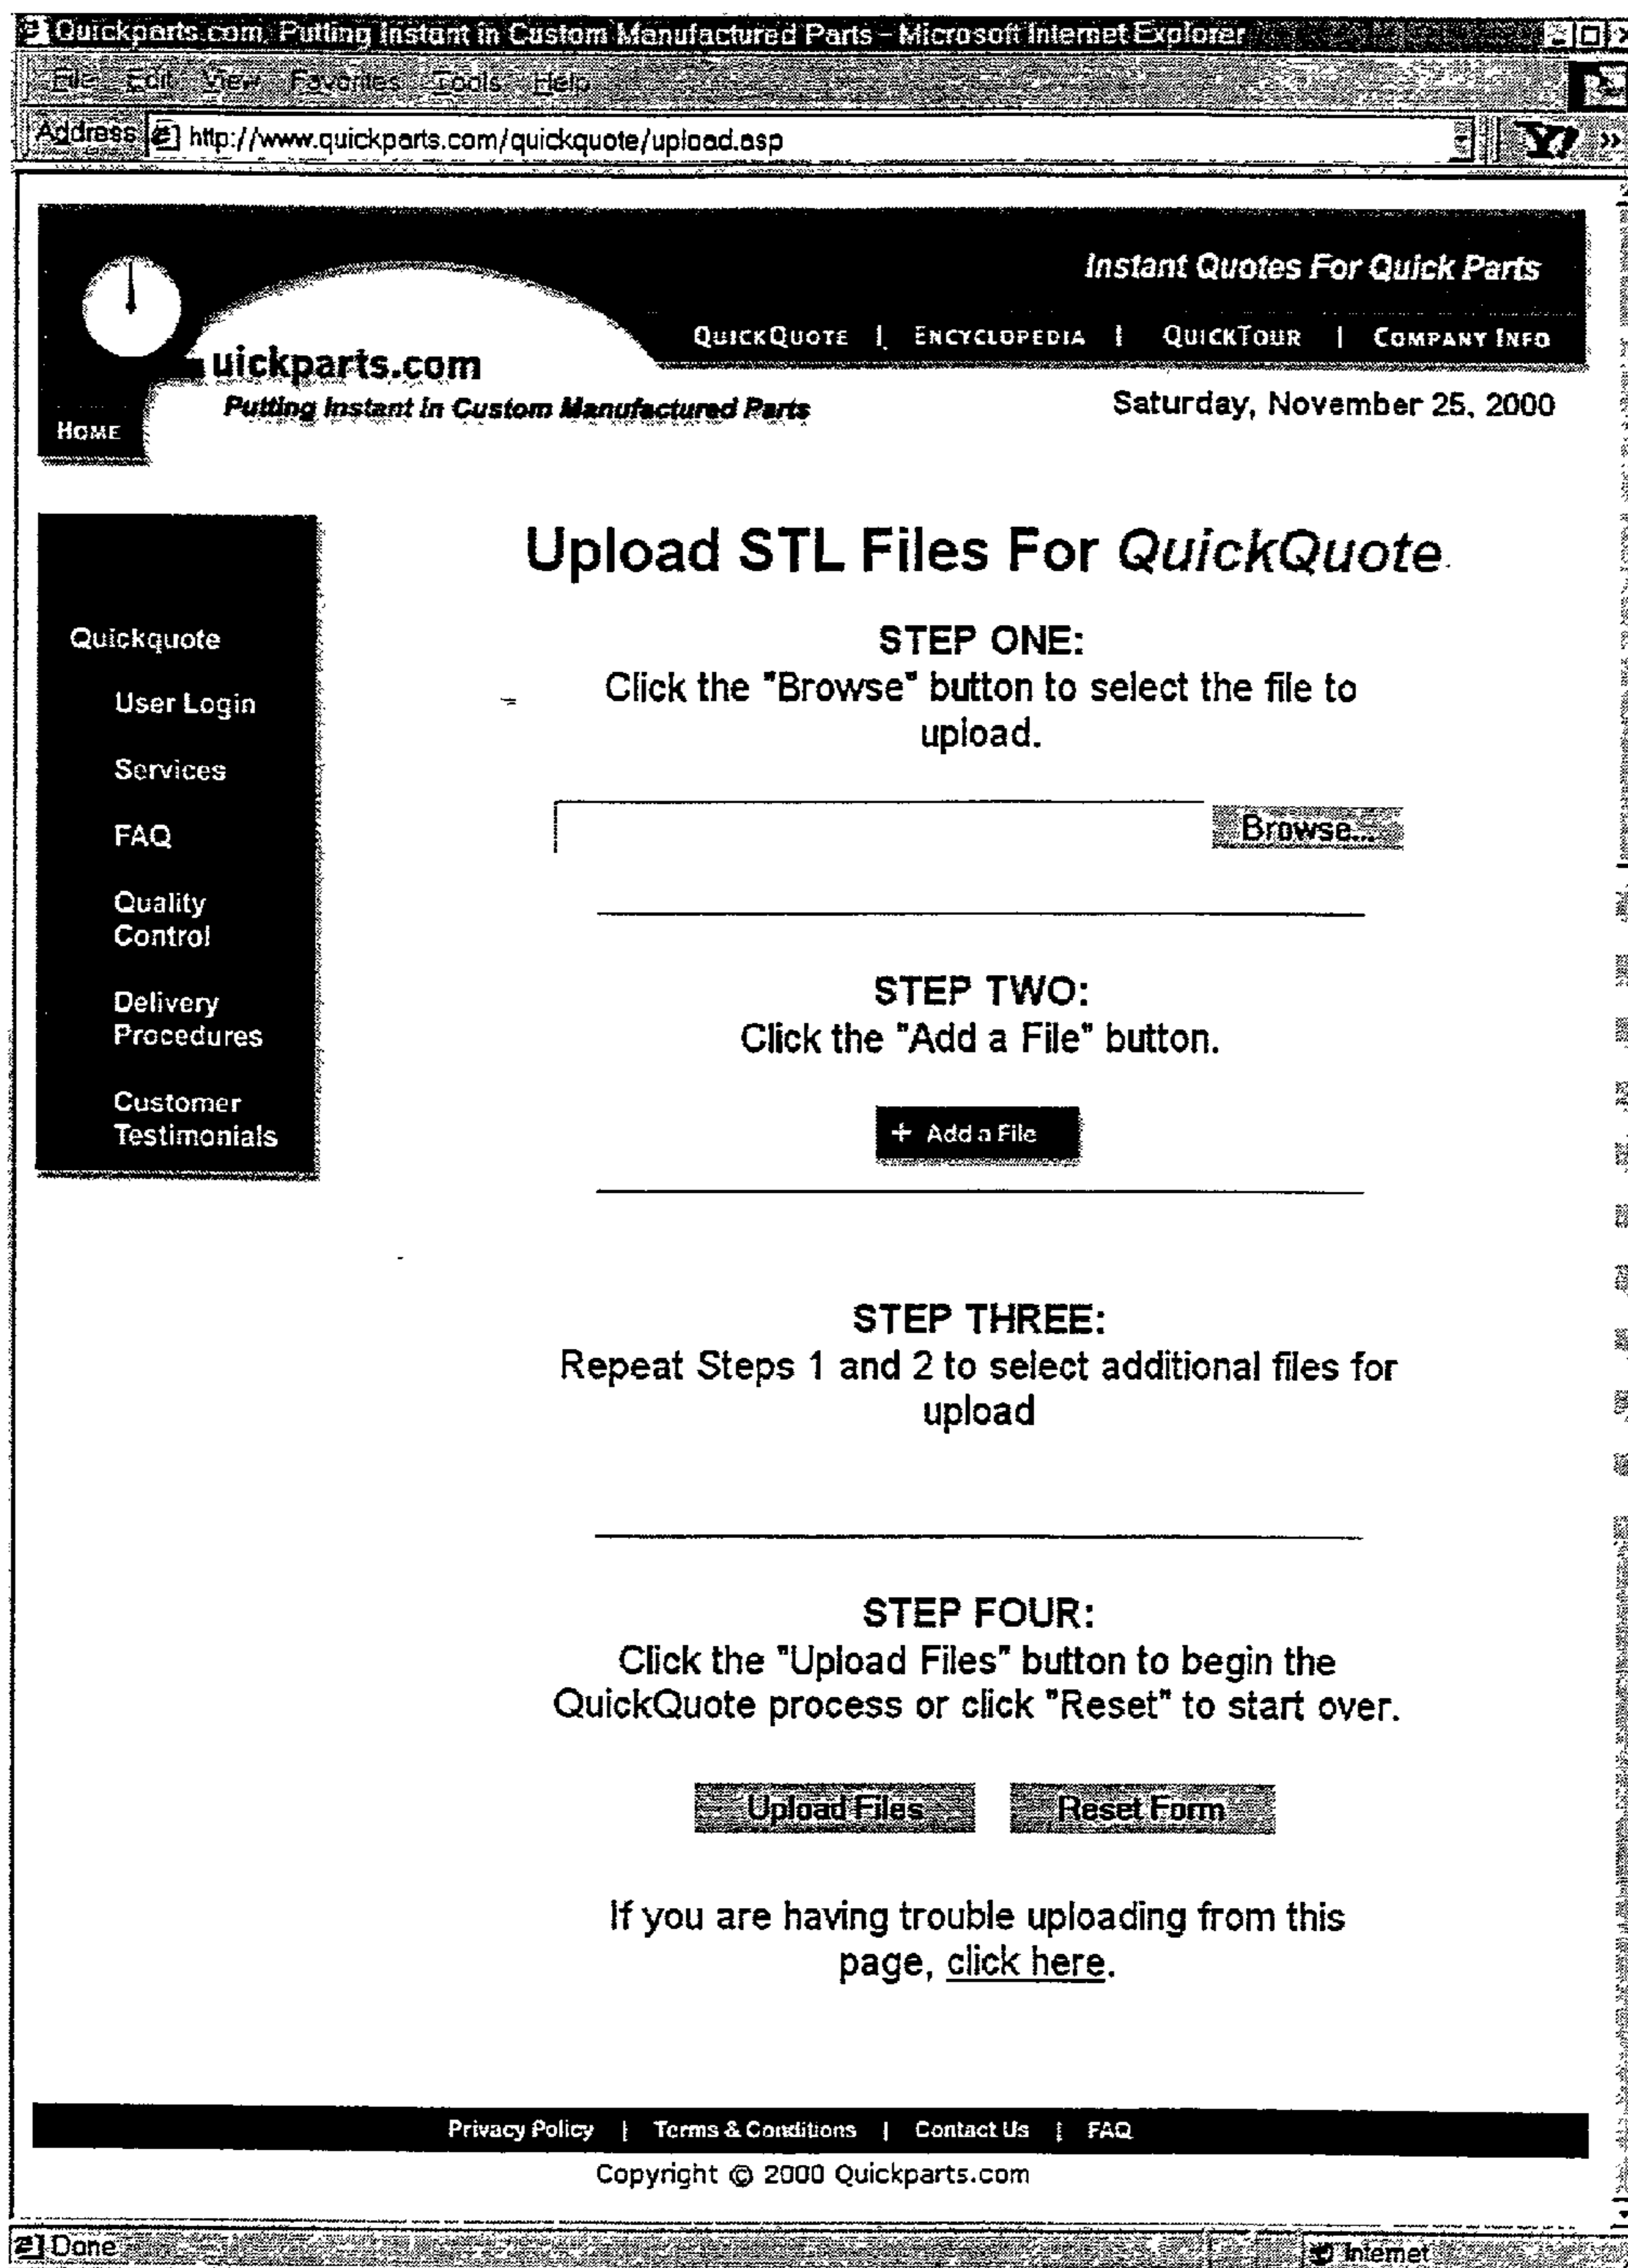 Quickparts.com, Putting Instant in Custom Manufactured Parts - Microsoft Internet Explorer
File Edit View Favorites Tools Help
Address http://www.quickparts.com/quickquote/upload.asp
Y! »
Instant Quotes For Quick Parts
QUICKQUOTE | ENCYCLOPEDIA | QUICKTOUR | COMPANY INFO
uickparts.com
Putting Instant in Custom Manufactured Parts
Saturday, November 25, 2000
HOME
Upload STL Files For QuickQuote
Quickquote
User Login
Services
FAQ
Quality
Control
Delivery
Procedures
Customer
Testimonials
STEP ONE:
Click the "Browse" button to select the file to
upload.
Browse...
STEP TWO:
Click the "Add a File" button.
+ Add a File
STEP THREE:
Repeat Steps 1 and 2 to select additional files for
upload
STEP FOUR:
Click the "Upload Files" button to begin the
QuickQuote process or click "Reset" to start over.
Upload Files Reset Form
If you are having trouble uploading from this
page, click here.
Privacy Policy | Terms & Conditions | Contact Us | FAQ
Copyright © 2000 Quickparts.com
Done Internet